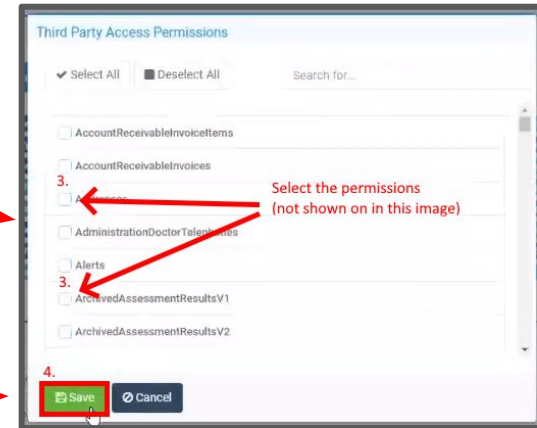 Third Party Access Permissions
Select All Deselect All Search for...
AccountReceivableInvoiceItems
AccountReceivableInvoices
3.
Select the permissions
(not shown on in this image)
AdministrationDoctorTelephones
Alerts
3.
ArchivedAssessmentResultsV1
ArchivedAssessmentResultsV2
4.
Save Cancel